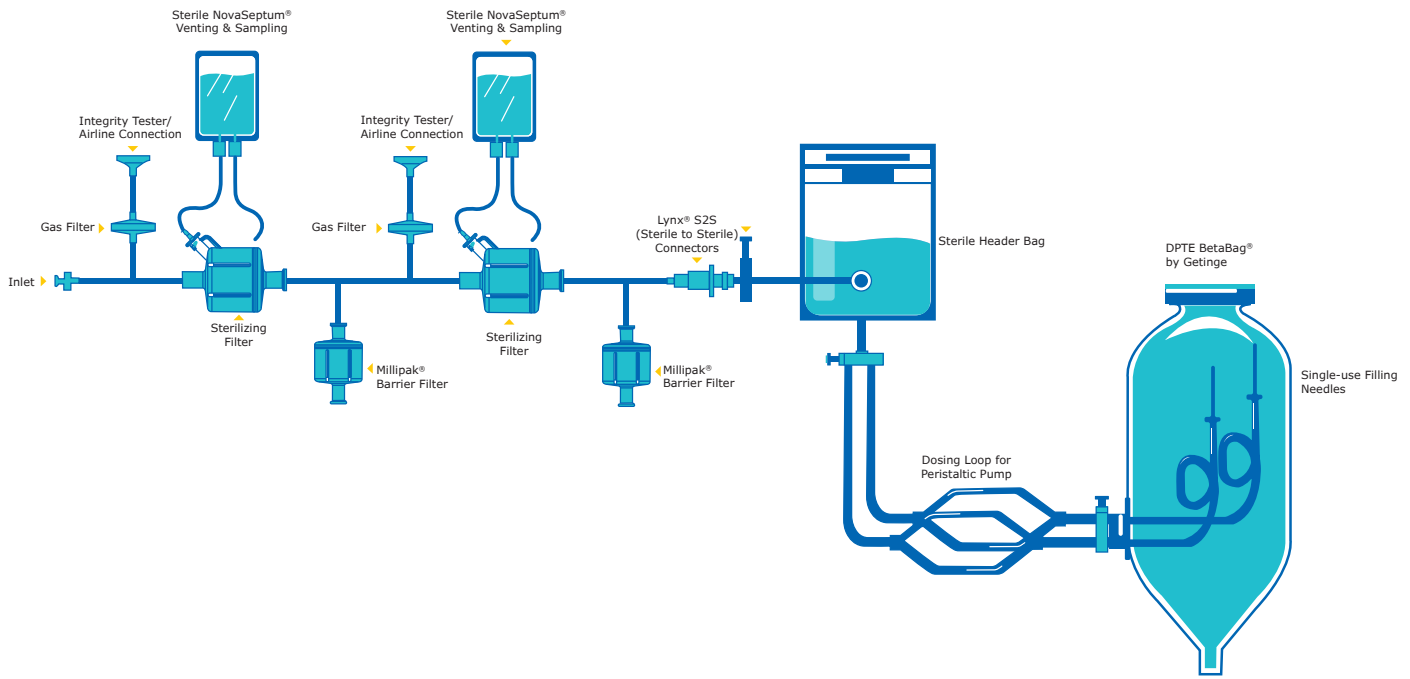 Sterile NovaSeptum®
Venting & Sampling
Sterile NovaSeptum®
Venting & Sampling
Integrity Tester/
Airline Connection
Integrity Tester/
Airline Connection
Gas Filter
Gas Filter
Lynx® S2S
(Sterile to Sterile)
Connectors
Sterile Header Bag
DPTE BetaBag®
by Getinge
Inlet
Sterilizing
Filter
Sterilizing
Filter
Millipak®
Barrier Filter
Millipak®
Barrier Filter
Single-use Filling
Needles
Dosing Loop for
Peristaltic Pump